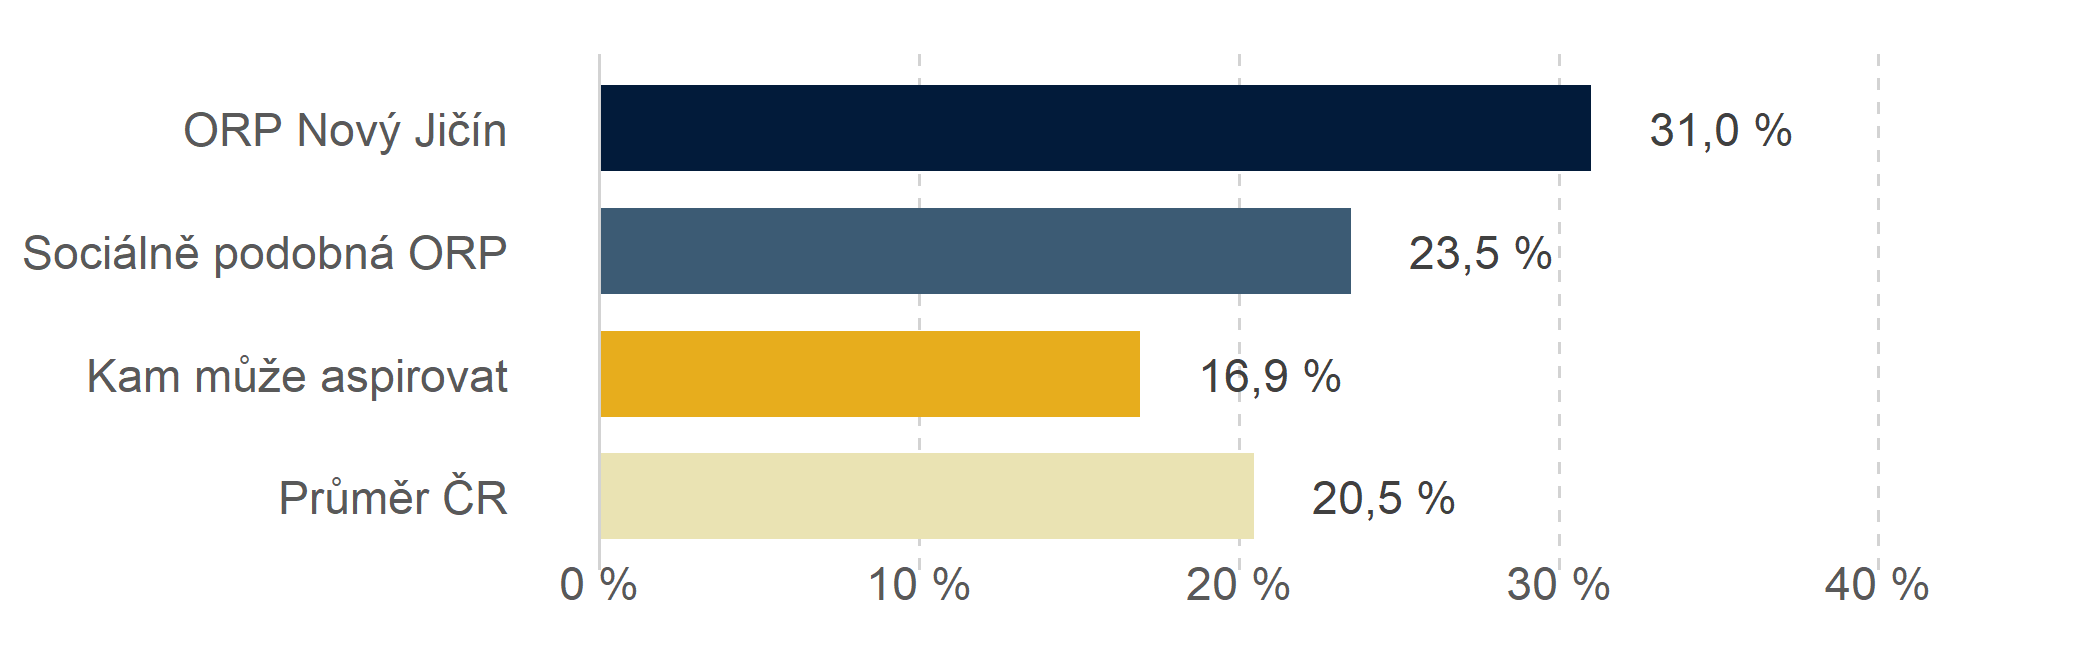 ORP Nový Jičín
31,0 %
Sociálně podobná ORP
23,5 %
Kam může aspirovat
16,9 %
Průměr ČR
20,5 %
0 %
10 %
20 %
30 %
40 %